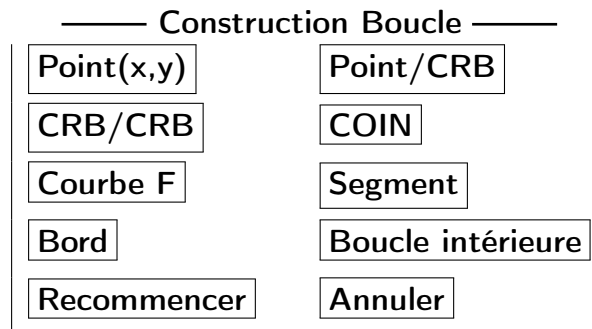 Construction Boucle
Point(x,y) Point/CRB
CRB/CRB COIN
Courbe F Segment
Bord Boucle intérieure
Recommencer Annuler